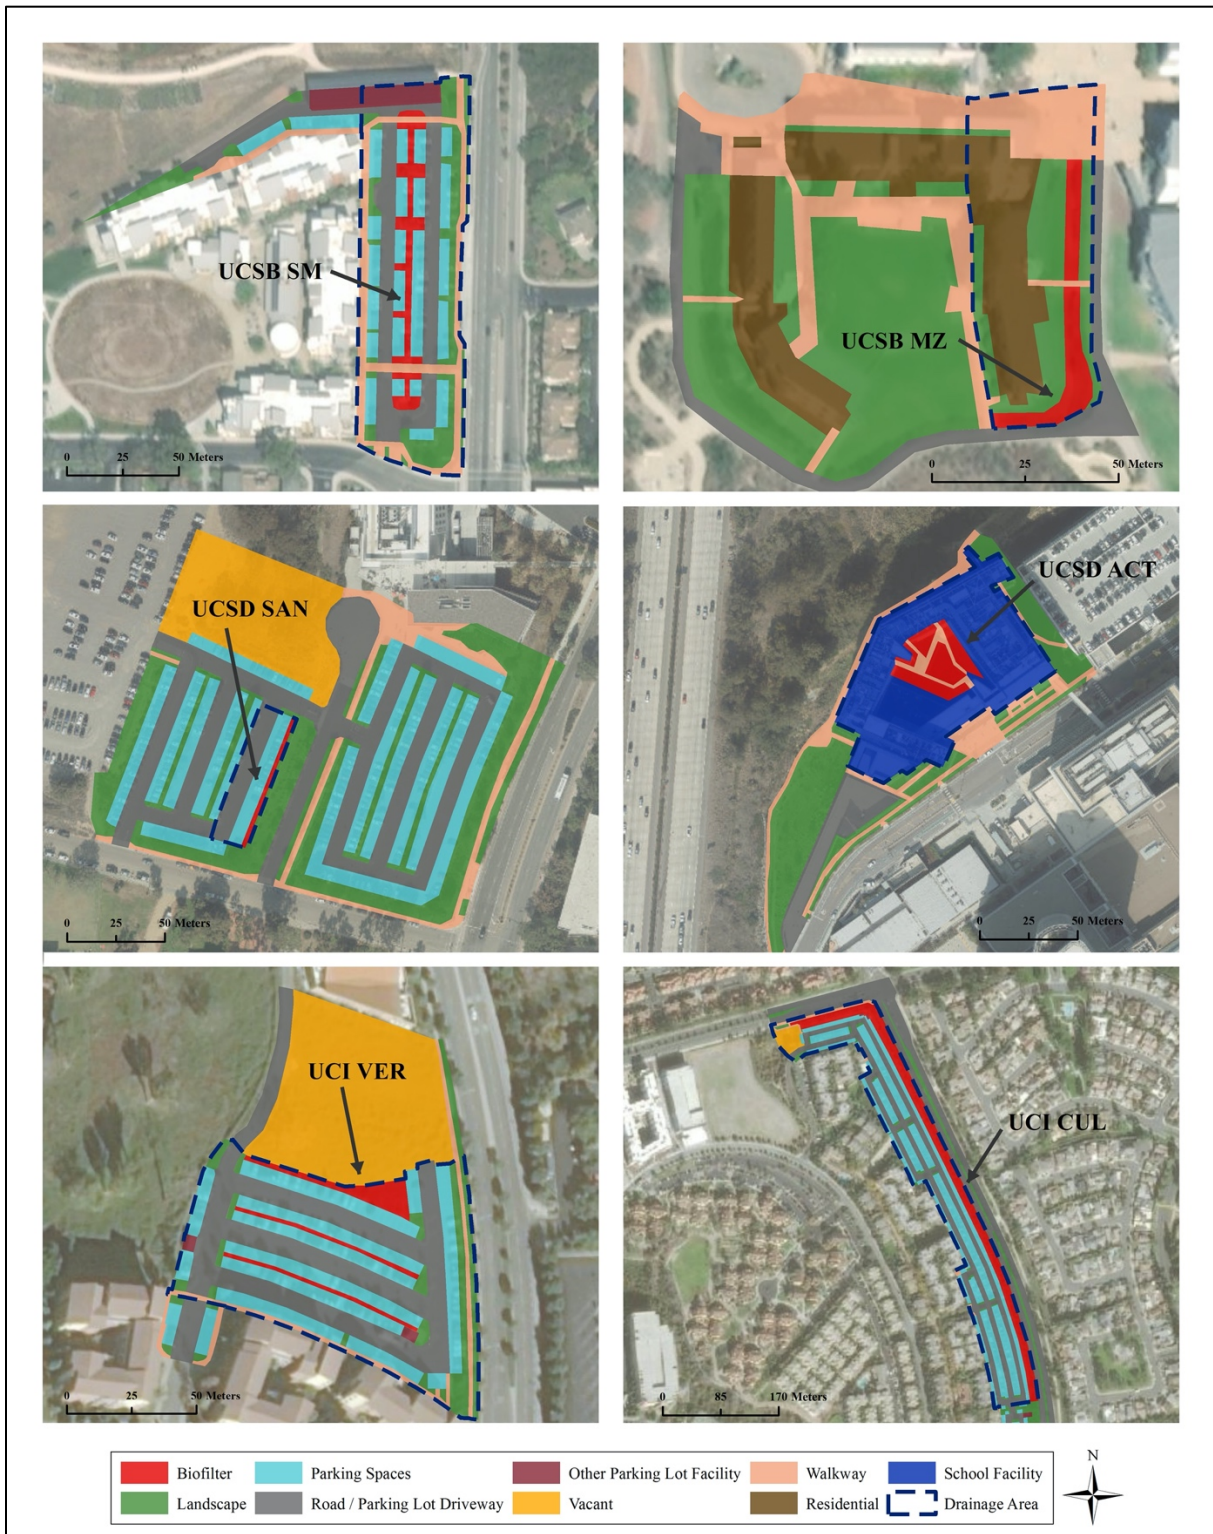 UCSB SM
0 25 50 Meters
UCSB MZ
0 25 50 Meters
UCSD SAN
0 25 50 Meters
UCSD ACT
0 25 50 Meters
UCI VER
0 25 50 Meters
UCI CUL
0 85 170 Meters
Biofilter Parking Spaces Other Parking Lot Facility Walkway School Facility
Landscape Road / Parking Lot Driveway Vacant Residential Drainage Area
N